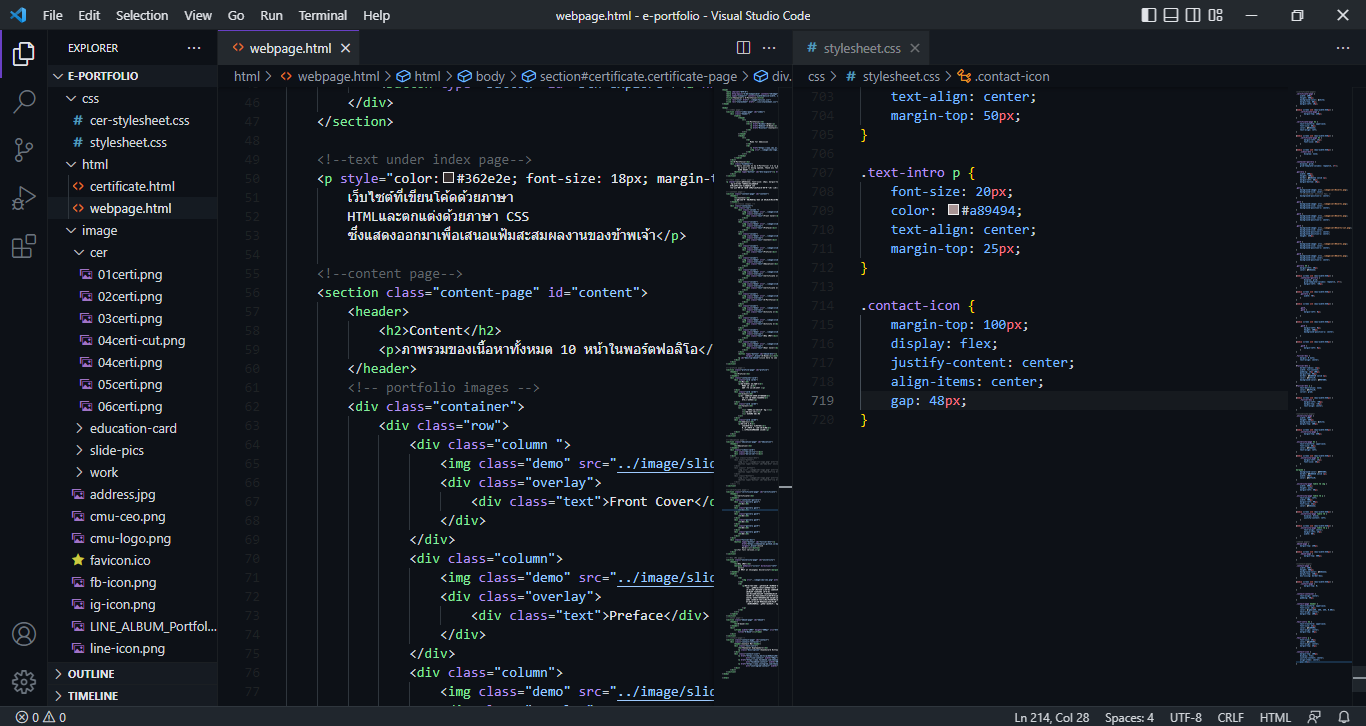 File Edit Selection View Go Run Terminal Help
webpage.html - e-portfolio - Visual Studio Code
EXPLORER
E-PORTFOLIO
css
cer-stylesheet.css
stylesheet.css
html
certificate.html
webpage.html
image
cer
01certi.png
02certi.png
03certi.png
04certi-cut.png
04certi.png
05certi.png
06certi.png
education-card
slide-pics
work
address.jpg
cmu-ceo.png
cmu-logo.png
favicon.ico
fb-icon.png
ig-icon.png
LINE_ALBUM_Portfol...
line-icon.png
OUTLINE
TIMELINE
webpage.html
html > webpage.html > html > body > section#certificate.certificate-page > div.
46 </div>
47 </section>
48
49 <!--text under index page-->
50 <p style="color: #362e2e; font-size: 18px; margin-t
51 เว็บไซต์ที่เขียนโค้ดด้วยภาษา
52 HTMLและตกแต่งด้วยภาษา CSS
53 ซึ่งแสดงออกมาเพื่อเสนอแฟ้มสะสมผลงานของข้าพเจ้า</p>
54
55 <!--content page-->
56 <section class="content-page" id="content">
57 <header>
58 <h2>Content</h2>
59 <p>ภาพรวมของเนื้อหาทั้งหมด 10 หน้าในพอร์ตฟอลิโอ</
60 </header>
61 <!-- portfolio images -->
62 <div class="container">
63 <div class="row">
64 <div class="column ">
65 <img class="demo" src="../image/slid
66 <div class="overlay">
67 <div class="text">Front Cover</d
68 </div>
69 </div>
70 <div class="column">
71 <img class="demo" src="../image/slid
72 <div class="overlay">
73 <div class="text">Preface</div>
74 </div>
75 </div>
76 <div class="column">
77 <img class="demo" src="../image/slid
stylesheet.css
css > stylesheet.css > .contact-icon
703 text-align: center;
704 margin-top: 50px;
705 }
706
707 .text-intro p {
708 font-size: 20px;
709 color: #a89494;
710 text-align: center;
711 margin-top: 25px;
712 }
713
714 .contact-icon {
715 margin-top: 100px;
716 display: flex;
717 justify-content: center;
718 align-items: center;
719 gap: 48px;
720 }
0 0
Ln 214, Col 28 Spaces: 4 UTF-8 CRLF HTML